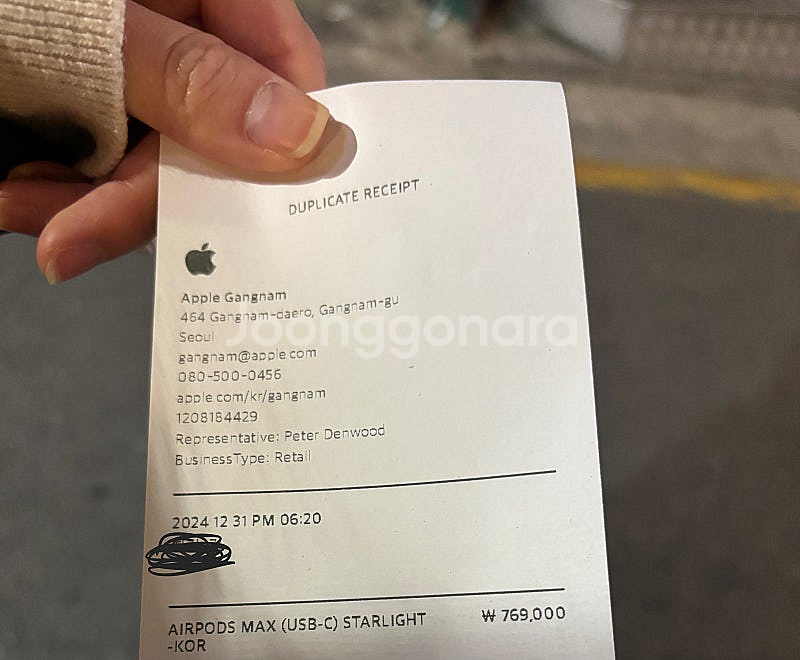 DUPLICATE RECEIPT
Apple Gangnam
464 Gangnam-daero, Gangnam-gu
Seoul
Joonggonara
gangnam@apple.com
080-500-0456
apple.com/kr/gangnam
1208184429
Representative: Peter Denwood
BusinessType: Retail
2024 12 31 PM 06:20
AIRPODS MAX (USB-C) STARLIGHT ₩ 769,000
-KOR